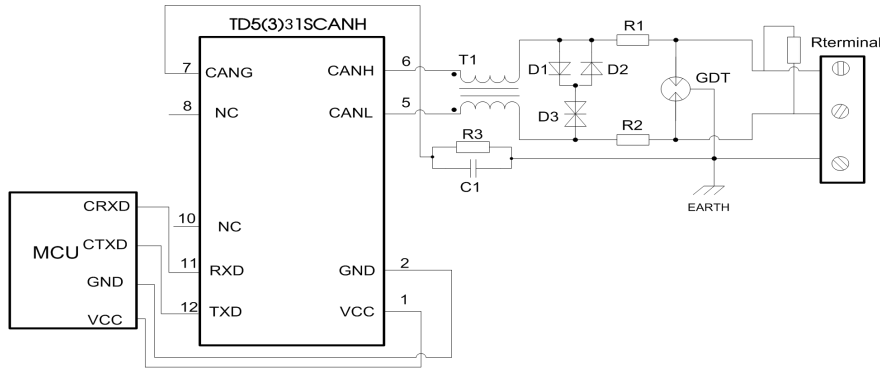 TD5(3)31SCANH
7
CANG
8
NC
10
NC
11
RXD
12
TXD
CANH
6
CANL
5
GND
2
VCC
1
MCU
CRXD
CTXD
GND
VCC
T1
D1
D2
D3
R1
R2
GDT
R3
C1
EARTH
Rterminal